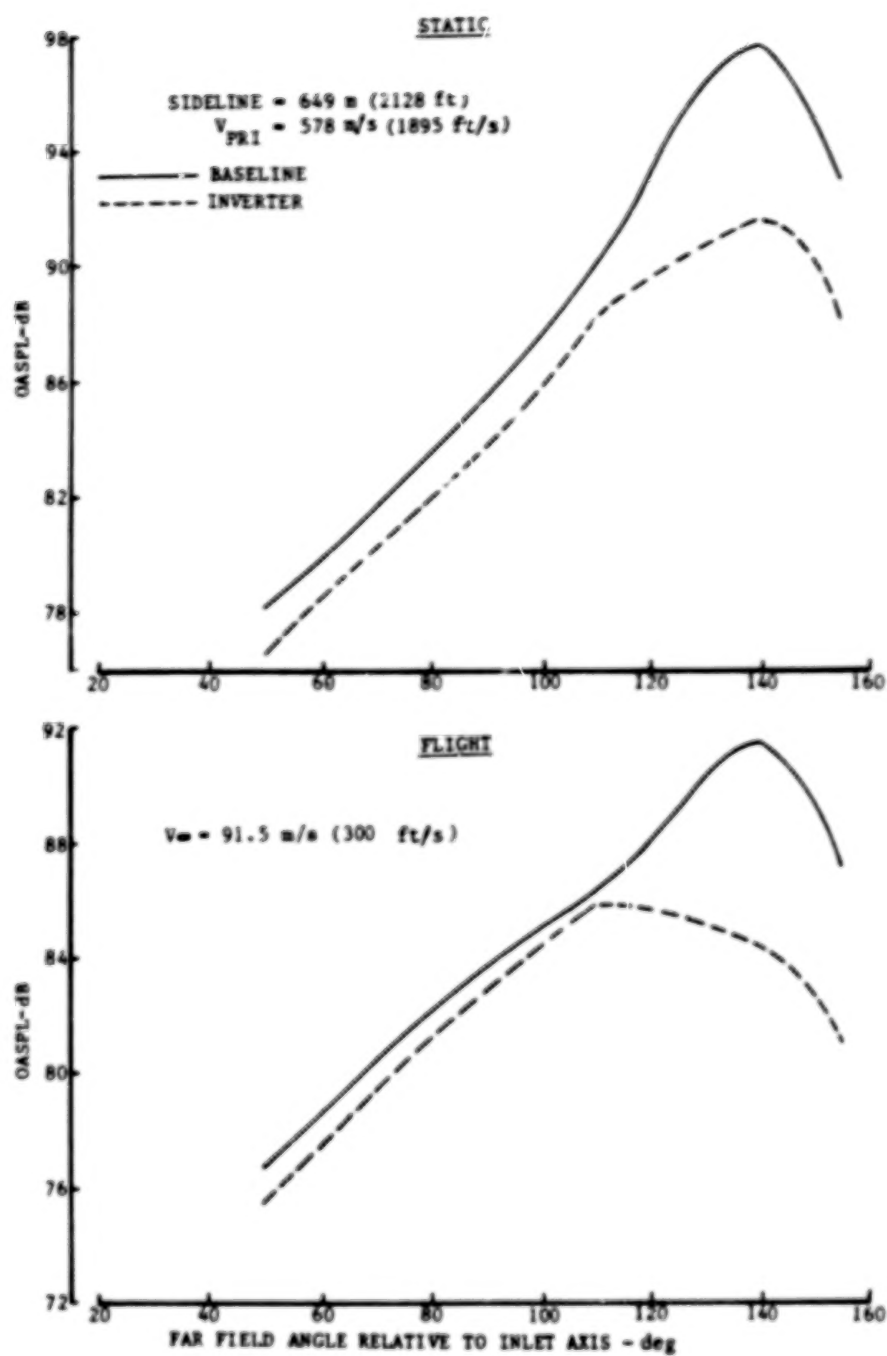 STATIC
98
94
90
86
82
78
OASPL-dB
SIDELINE = 649 m (2128 ft)
V PRI = 578 m/s (1895 ft/s)
BASELINE
INVERTER
20 40 60 80 100 120 140 160
FLIGHT
92
88
84
80
76
72
OASPL-dB
V∞ = 91.5 m/s (300 ft/s)
20 40 60 80 100 120 140 160
FAR FIELD ANGLE RELATIVE TO INLET AXIS - deg